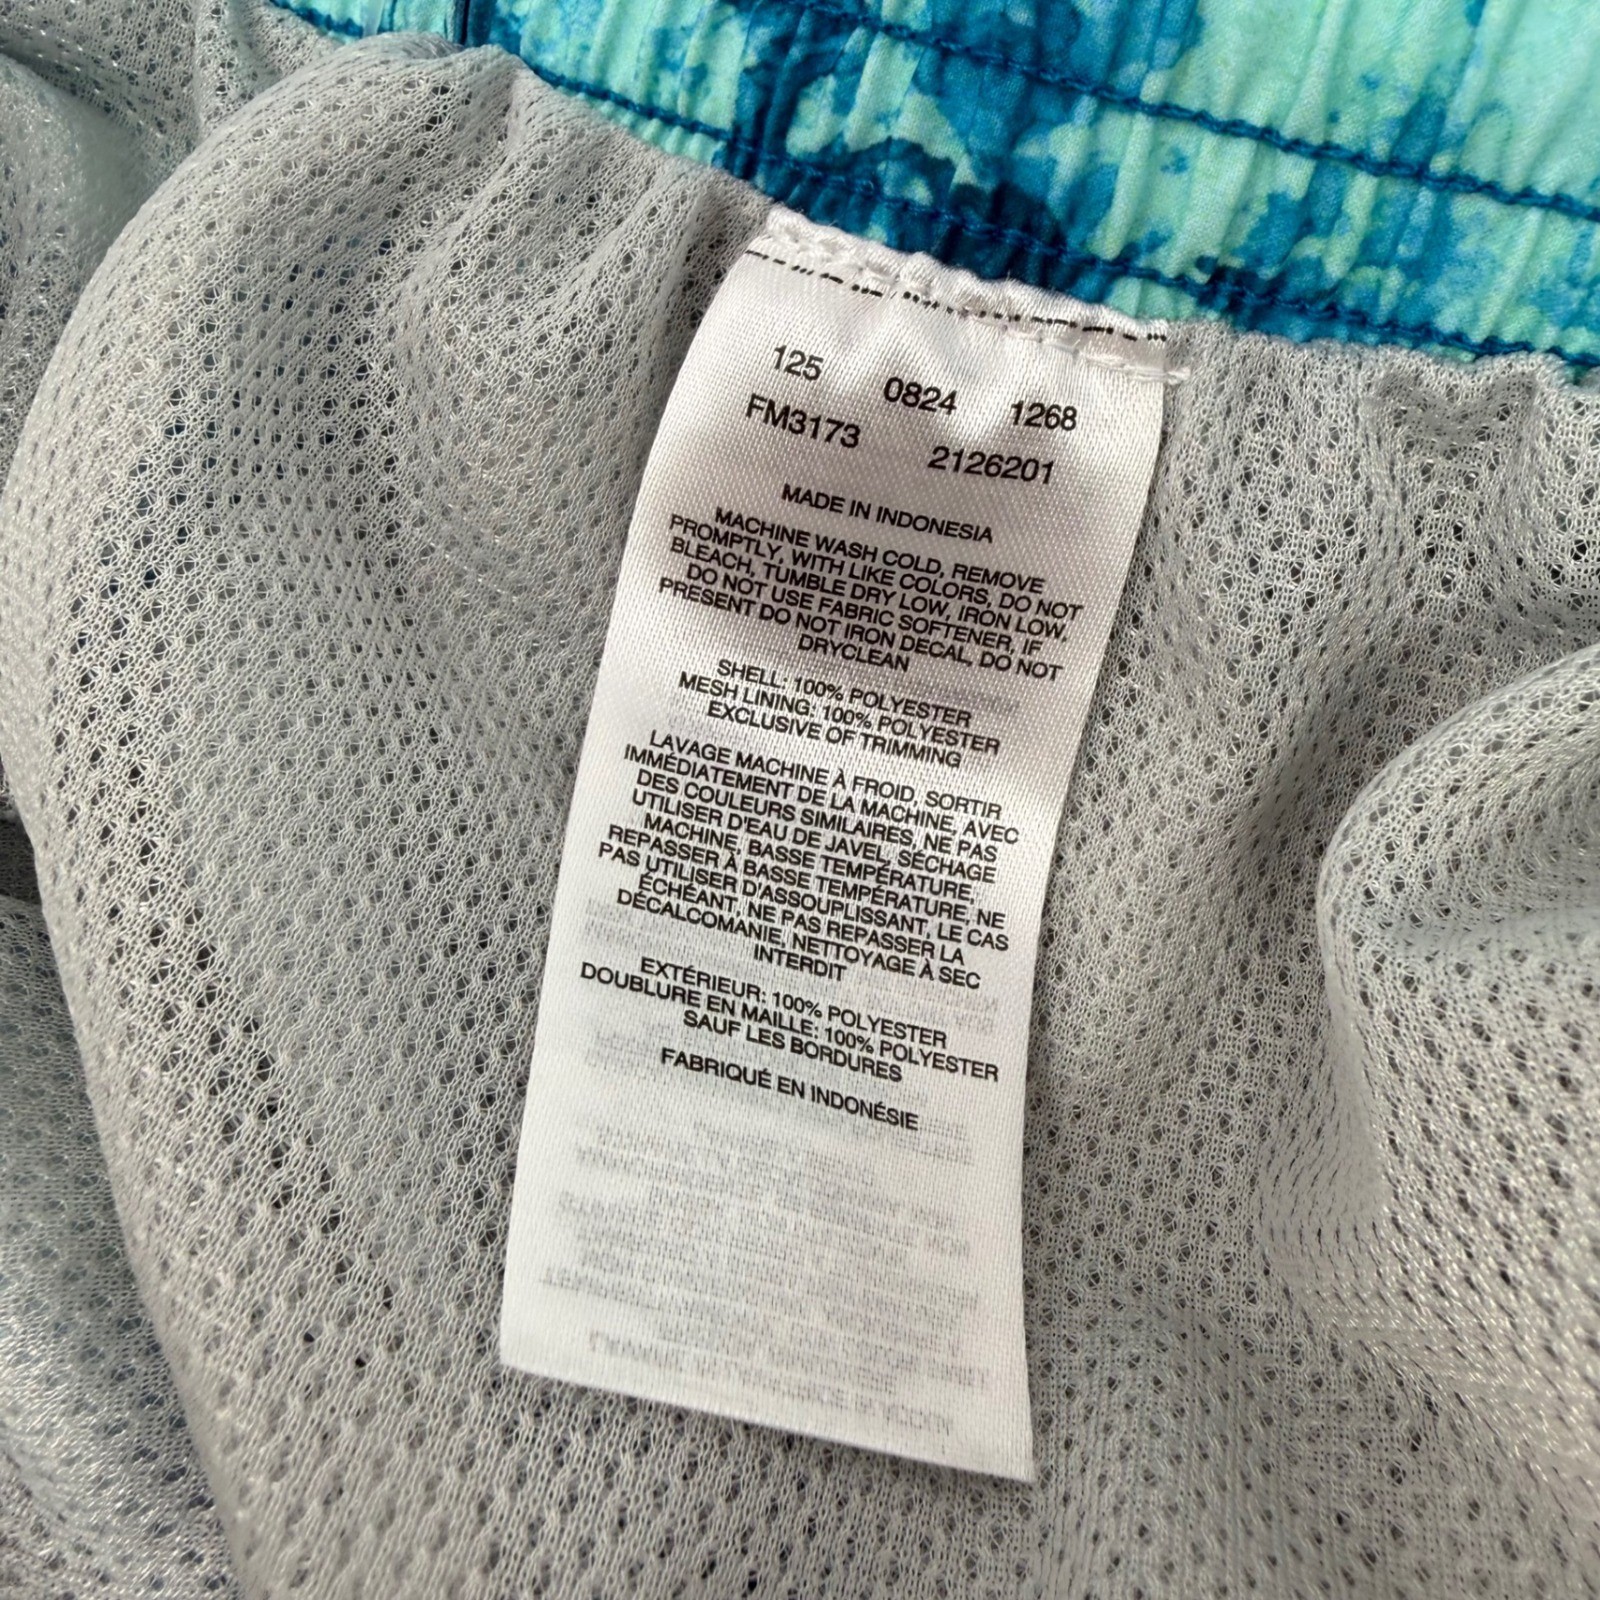 125 0824 1268
FM3173 2126201
MADE IN INDONESIA
MACHINE WASH COLD, REMOVE
PROMPTLY, WITH LIKE COLORS, DO NOT
BLEACH, TUMBLE DRY LOW, IRON LOW,
DO NOT USE FABRIC SOFTENER, IF
PRESENT DO NOT IRON DECAL, DO NOT
DRYCLEAN
SHELL: 100% POLYESTER
MESH LINING: 100% POLYESTER
EXCLUSIVE OF TRIMMING
LAVAGE MACHINE À FROID, SORTIR
IMMÉDIATEMENT DE LA MACHINE, AVEC
DES COULEURS SIMILAIRES, NE PAS
UTILISER D'EAU DE JAVEL, SÉCHAGE
MACHINE, BASSE TEMPÉRATURE,
REPASSER À BASSE TEMPÉRATURE, NE
PAS UTILISER D'ASSOUPLISSANT, LE CAS
ÉCHÉANT, NE PAS REPASSER LA
DÉCALCOMANIE, NETTOYAGE À SEC
INTERDIT
EXTÉRIEUR: 100% POLYESTER
DOUBLURE EN MAILLE: 100% POLYESTER
SAUF LES BORDURES
FABRIQUÉ EN INDONÉSIE